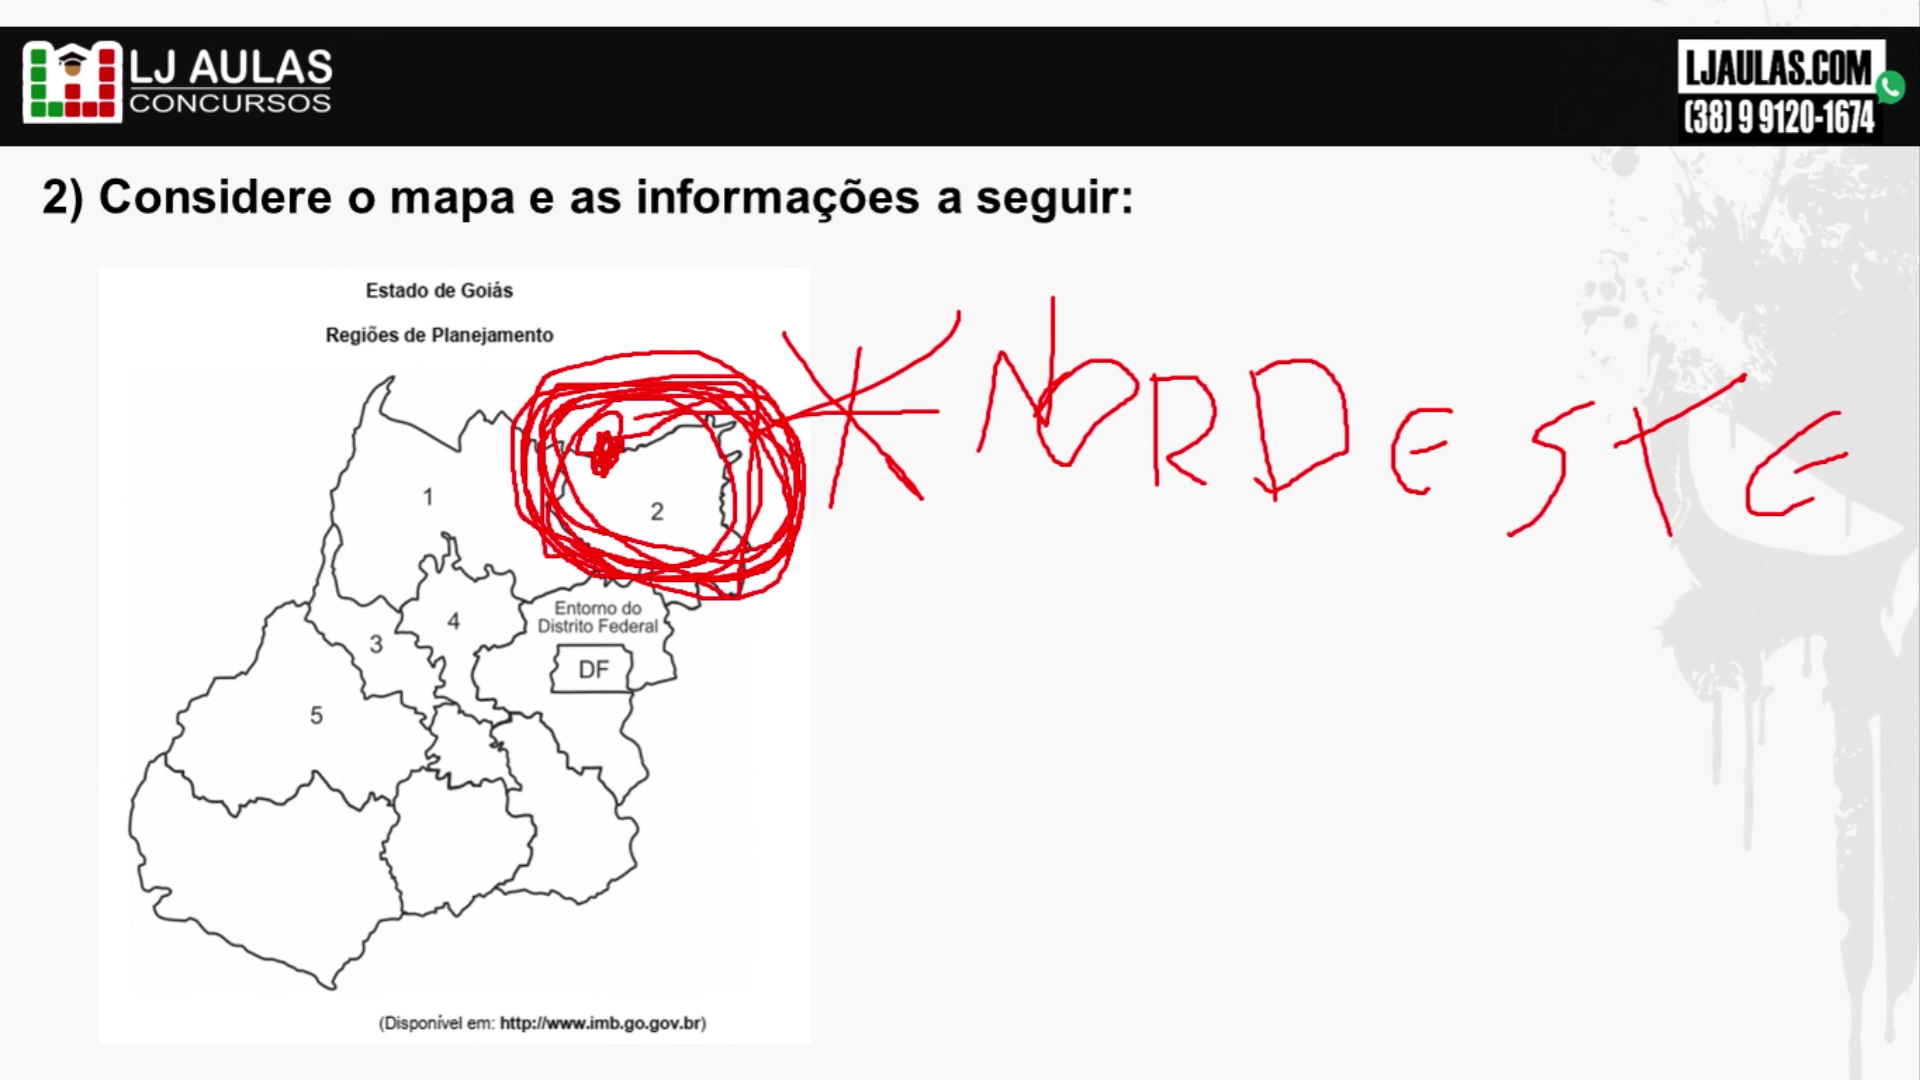 LJ AULAS
CONCURSOS
LJAULAS.COM
(38) 9 9120-1674
2) Considere o mapa e as informações a seguir:
Estado de Goiás
Regiões de Planejamento
NORDESTE
1
2
4
Entorno do
Distrito Federal
3
DF
5
(Disponível em: http://www.imb.go.gov.br)